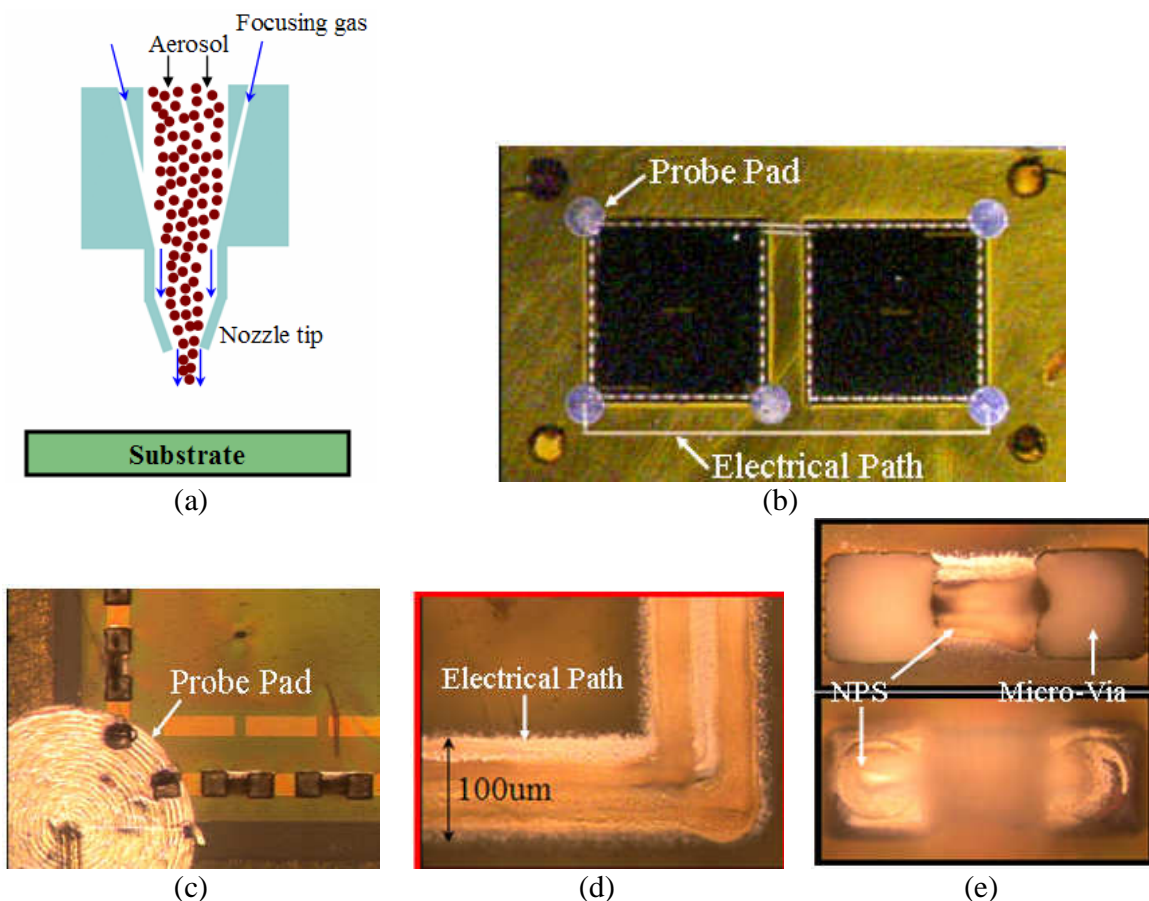 Focusing gas
Aerosol
Nozzle tip
Substrate
(a)
Probe Pad
Electrical Path
(b)
Probe Pad
(c)
Electrical Path
100um
(d)
NPS
Micro-Via
(e)